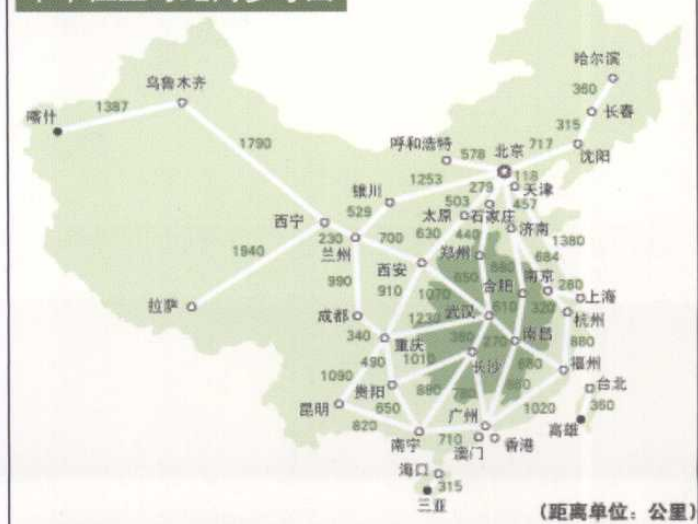 哈尔滨
乌鲁木齐
360
1387
长春
喀什
315
呼和浩特
578
北京
717
沈阳
1790
1253
118
天津
银川
279
503
457
529
太原
石家庄
济南
西宁
630
440
1380
230
700
郑州
684
兰州
西安
南京
1940
合肥
280
990
910
1070
650
上海
拉萨
320
成都
1230
武汉
杭州
340
重庆
380
270
南昌
880
490
1010
长沙
680
福州
1090
贵阳
880
780
台北
昆明
650
广州
1020
360
820
南宁
710
澳门
香港
高雄
海口
315
三亚
(距离单位：公里)